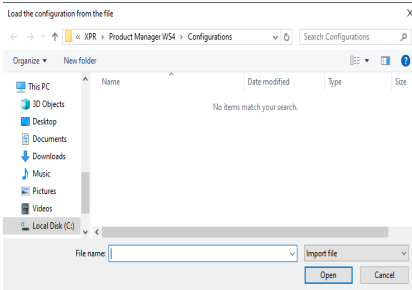 Load the configuration from the file
« XPR › Product Manager WS4 › Configurations
Search Configurations
Organize
New folder
Name
Date modified
Type
Size
This PC
No items match your search.
3D Objects
Desktop
Documents
Downloads
Music
Pictures
Videos
Local Disk (C:)
File name:
Import file
Open
Cancel